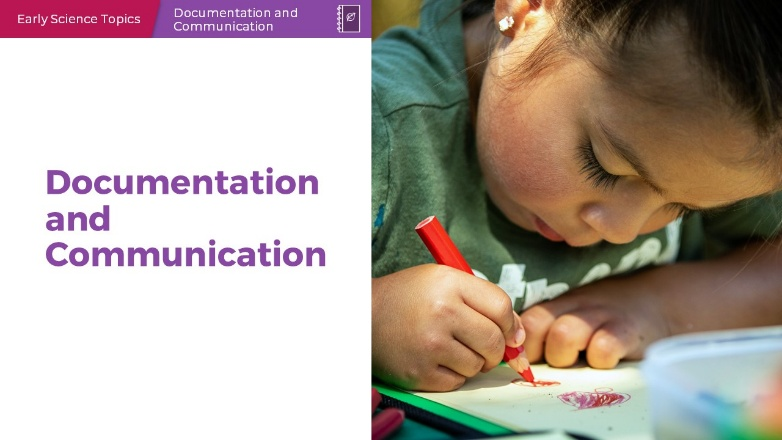 Early Science Topics
Documentation and
Communication
Documentation
and
Communication